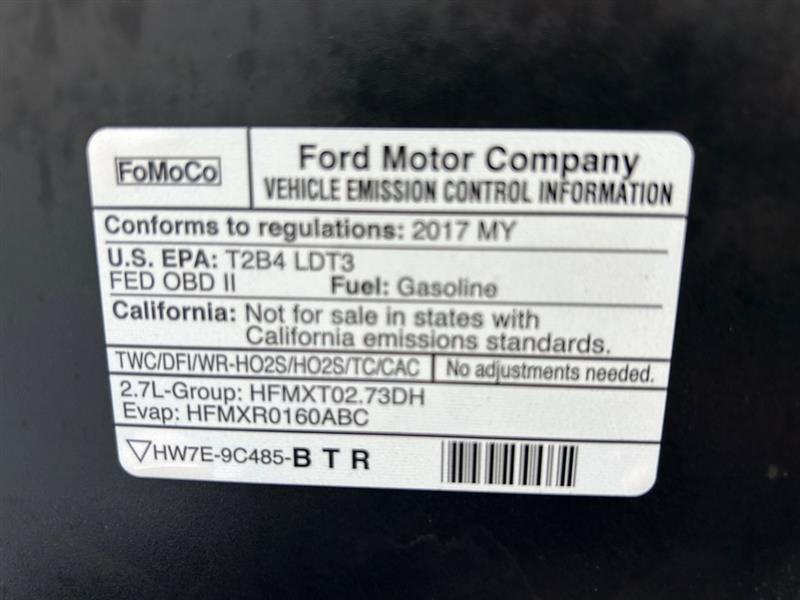 FoMoCo
Ford Motor Company
VEHICLE EMISSION CONTROL INFORMATION
Conforms to regulations: 2017 MY
U.S. EPA: T2B4 LDT3
FED OBD II Fuel: Gasoline
California: Not for sale in states with
California emissions standards.
TWC/DFI/WR-HO2S/HO2S/TC/CAC No adjustments needed.
2.7L-Group: HFMXT02.73DH
Evap: HFMXR0160ABC
HW7E-9C485-B T R